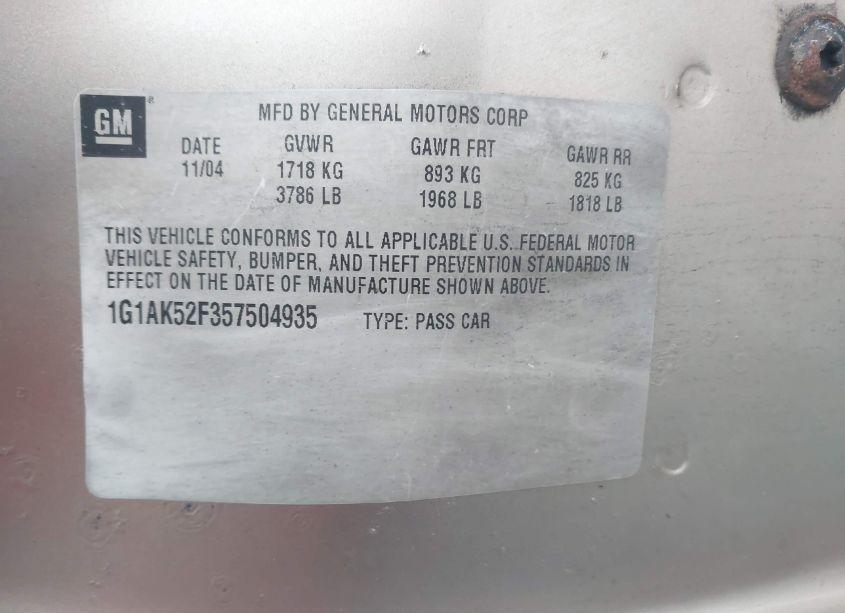 GM
MFD BY GENERAL MOTORS CORP
DATE GVWR GAWR FRT GAWR RR
11/04 1718 KG 893 KG 825 KG
3786 LB 1968 LB 1818 LB
THIS VEHICLE CONFORMS TO ALL APPLICABLE U.S. FEDERAL MOTOR
VEHICLE SAFETY, BUMPER, AND THEFT PREVENTION STANDARDS IN
EFFECT ON THE DATE OF MANUFACTURE SHOWN ABOVE.
1G1AK52F357504935 TYPE: PASS CAR